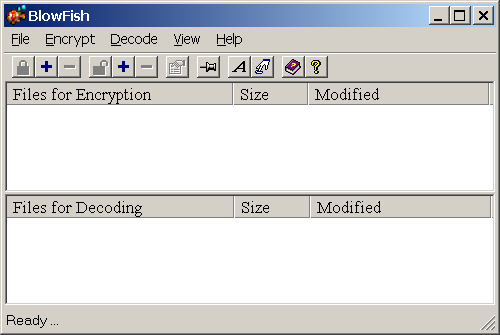 BlowFish
File Encrypt Decode View Help
A ?
Files for Encryption Size Modified
Files for Decoding Size Modified
Ready ...